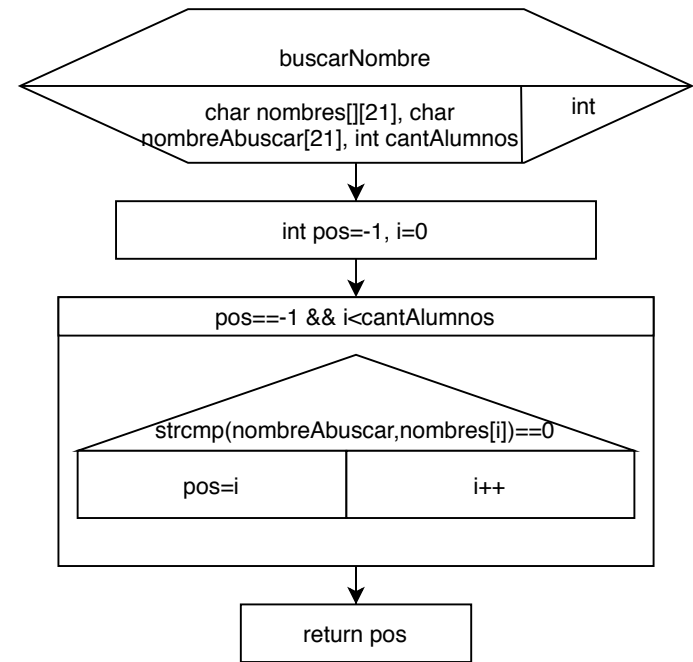 buscarNombre
char nombres[][21], char
nombreAbuscar[21], int cantAlumnos
int
int pos=-1, i=0
pos==-1 && i<cantAlumnos
strcmp(nombreAbuscar,nombres[i])==0
pos=i
i++
return pos